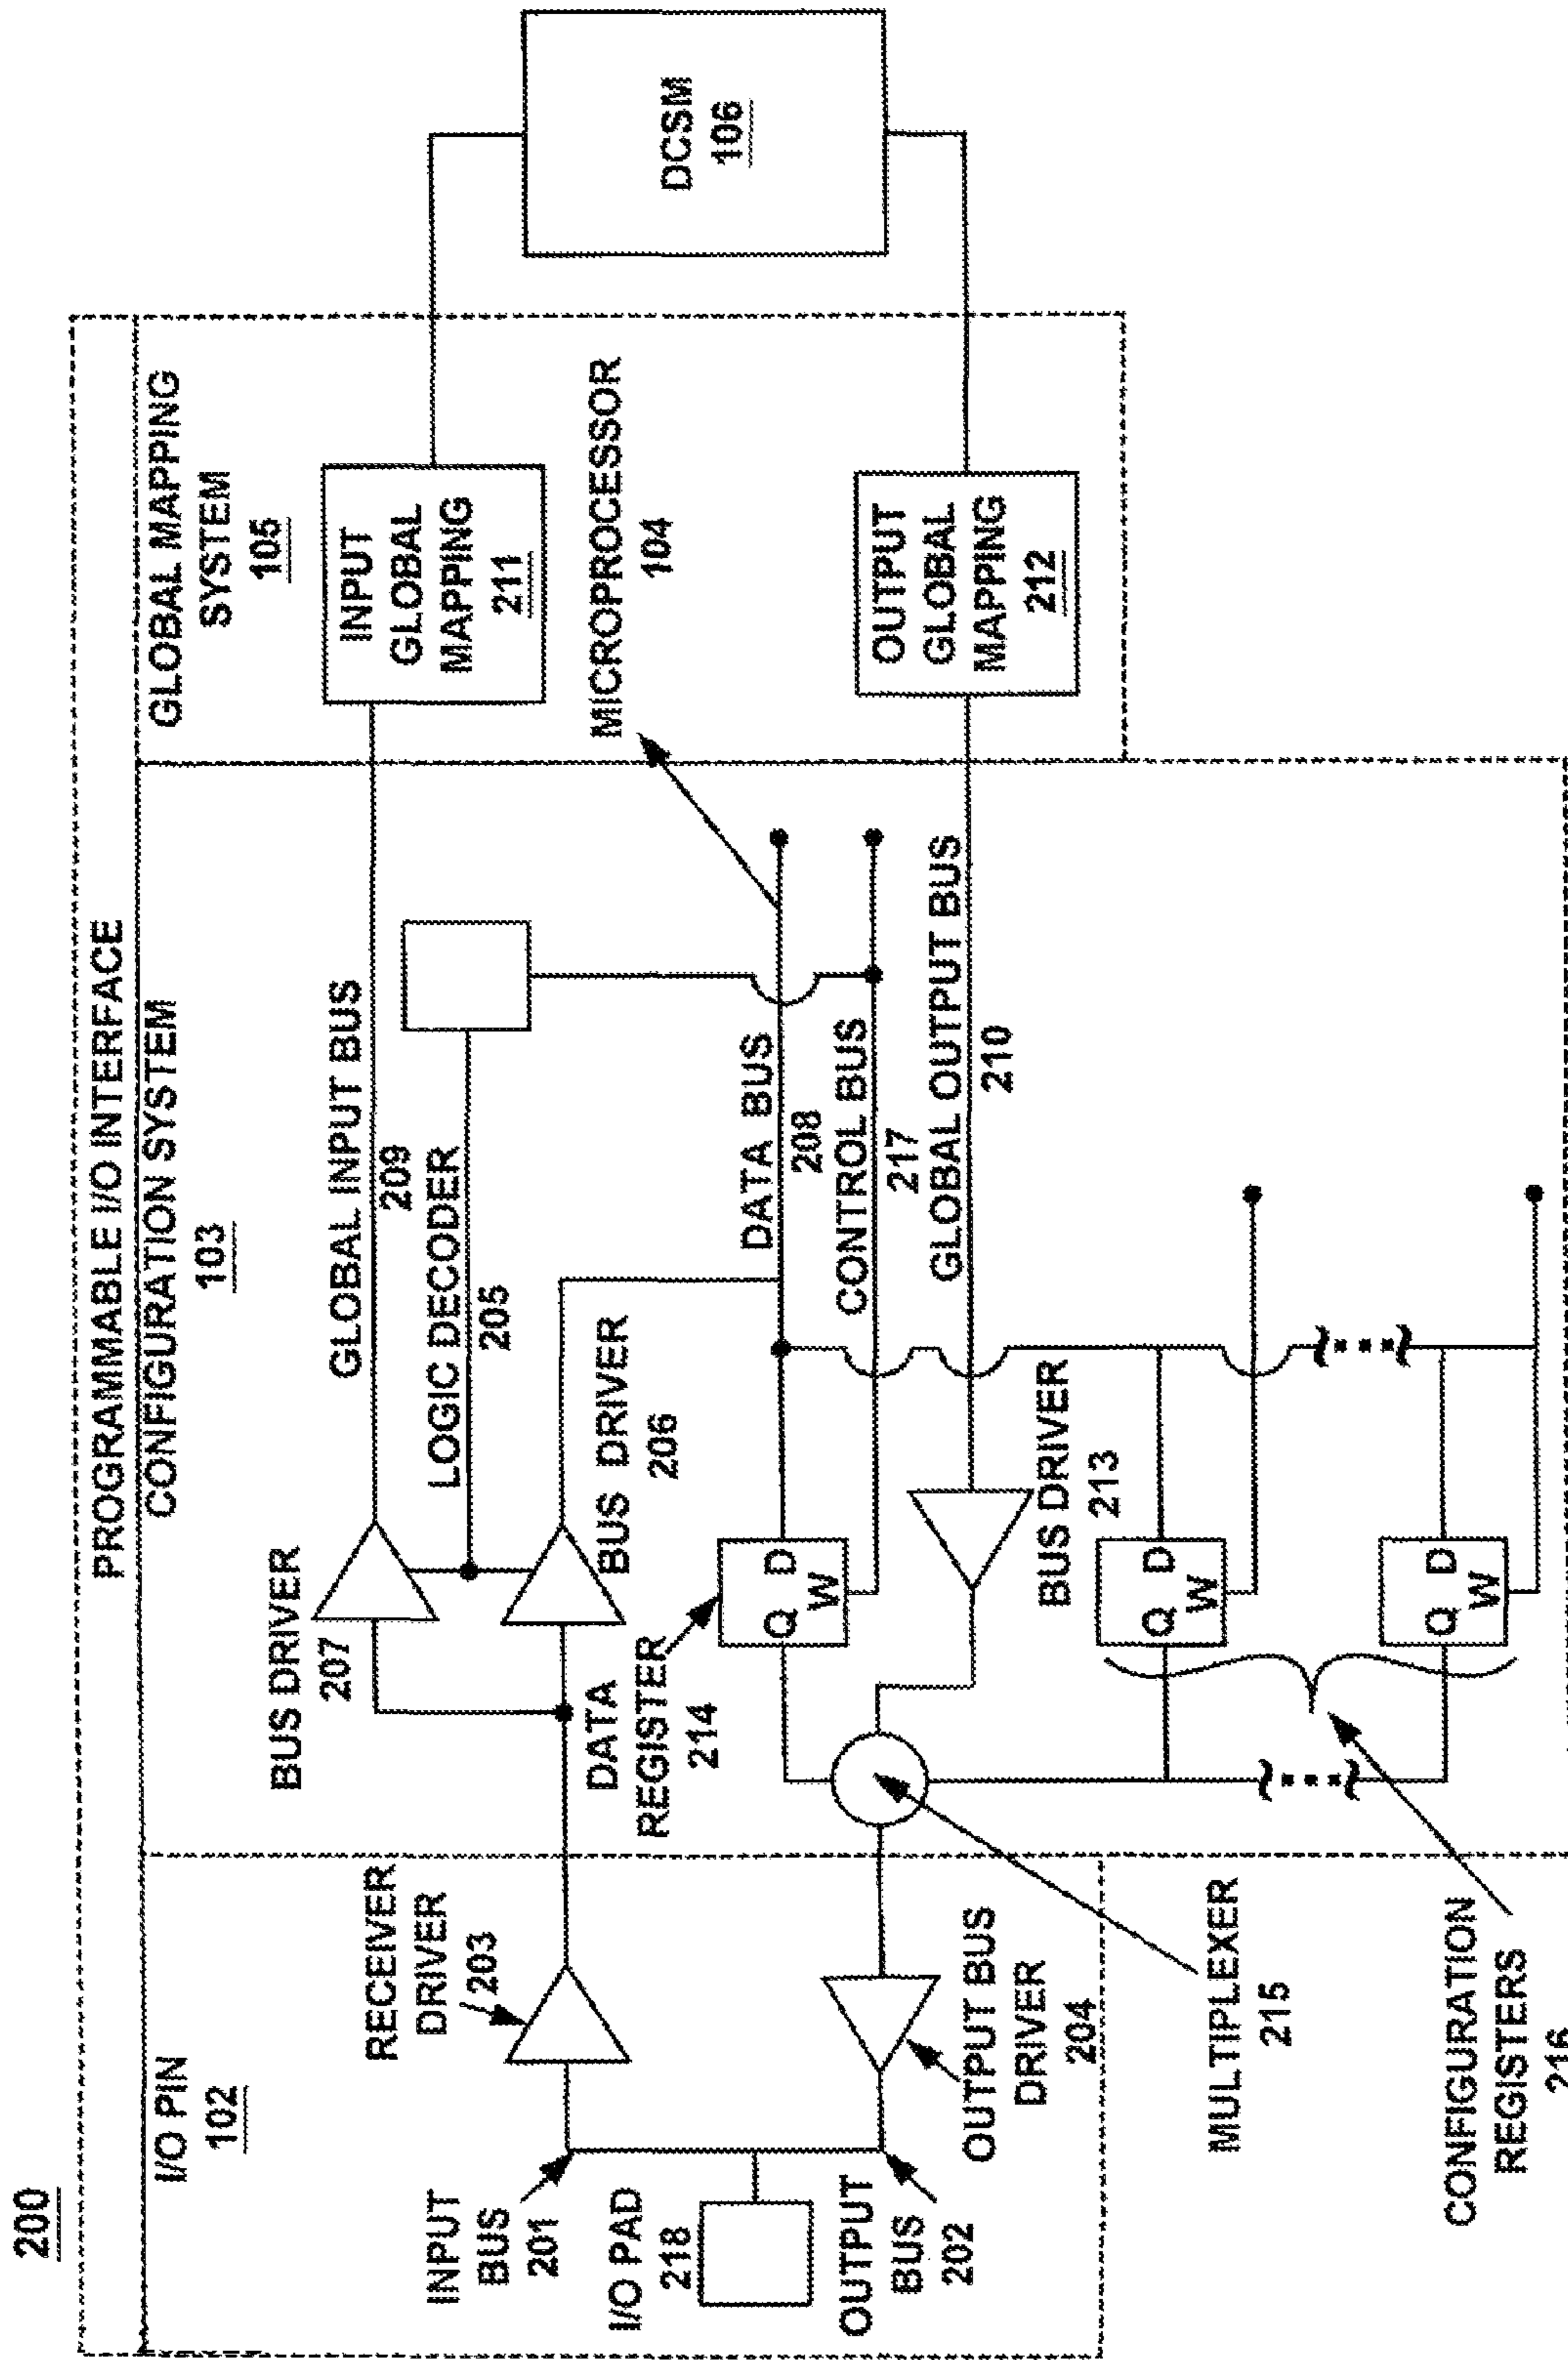 200
PROGRAMMABLE I/O INTERFACE
I/O PIN
102
CONFIGURATION SYSTEM
103
GLOBAL MAPPING
SYSTEM
105
INPUT
BUS
201
I/O PAD
218
OUTPUT
BUS
202
RECEIVER
DRIVER
203
OUTPUT BUS
DRIVER
204
BUS DRIVER
207
GLOBAL INPUT BUS
209
LOGIC DECODER
205
BUS DRIVER
206
DATA
REGISTER
214
Q D
W
DATA BUS
208
CONTROL BUS
217
GLOBAL OUTPUT BUS
210
BUS DRIVER
213
Q D
W
Q D
W
MULTIPLEXER
215
CONFIGURATION
REGISTERS
216
INPUT
GLOBAL
MAPPING
211
MICROPROCESSOR
104
OUTPUT
GLOBAL
MAPPING
212
DCSM
106